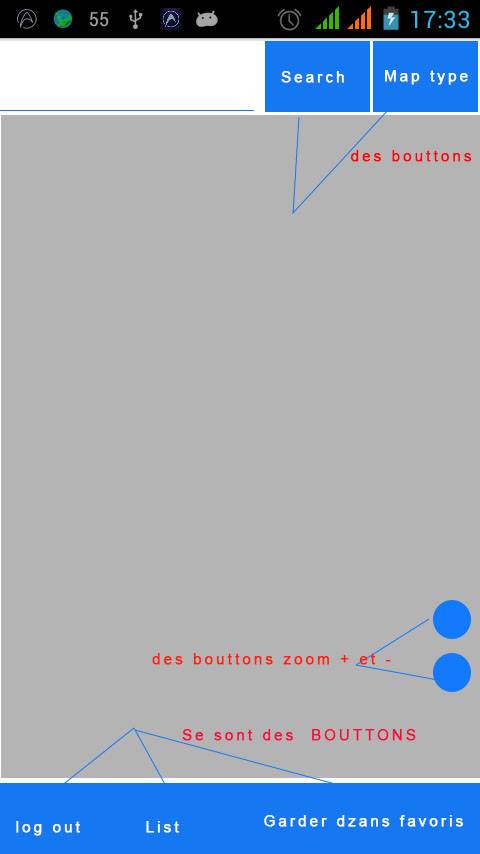 55 17:33
Search Map type
des bouttons
des bouttons zoom + et -
Se sont des BOUTTONS
log out List Garder dzans favoris